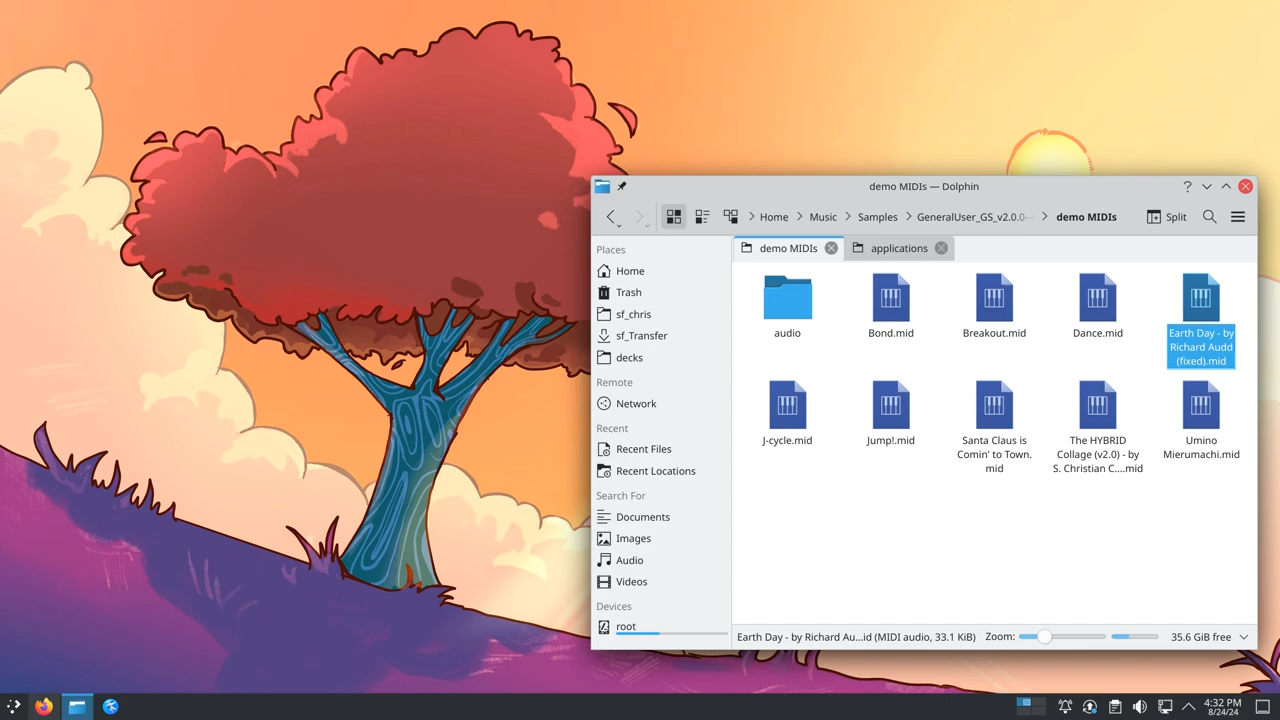 demo MIDIs — Dolphin
Home
Music
Samples
GeneralUser_GS_v2.0.0-
demo MIDIs
Split
Places
Home
Trash
sf_chris
sf_Transfer
decks
Remote
Network
Recent
Recent Files
Recent Locations
Search For
Documents
Images
Audio
Videos
Devices
root
demo MIDIs
applications
audio
Bond.mid
Breakout.mid
Dance.mid
Earth Day - by
Richard Audd
(fixed).mid
J-cycle.mid
Jump!.mid
Santa Claus is
Comin' to Town.
mid
The HYBRID
Collage (v2.0) - by
S. Christian C....mid
Umino
Mierumachi.mid
Earth Day - by Richard Au...id (MIDI audio, 33.1 KiB)
Zoom:
35.6 GiB free
4:32 PM
8/24/24